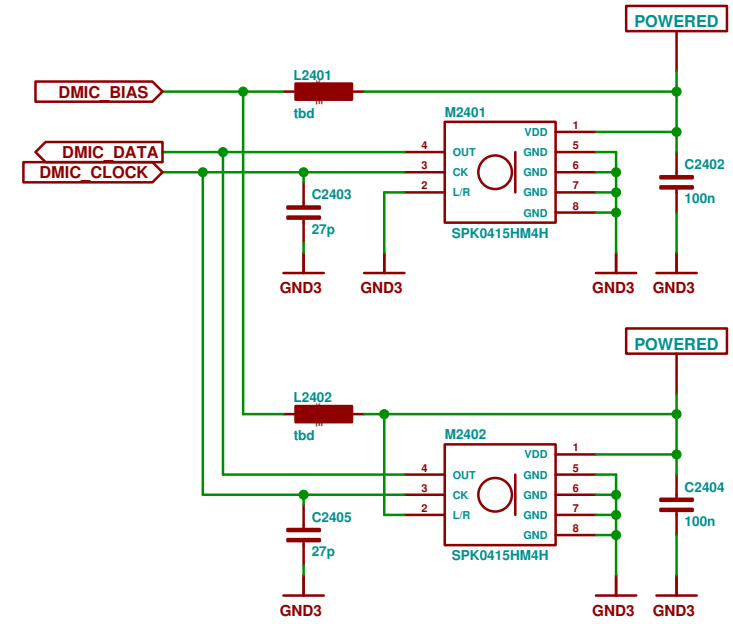 POWERED
L2401
DMIC_BIAS
tbd
M2401
VDD 1
DMIC_DATA 4 OUT GND 5
DMIC_CLOCK 3 CK GND 6
C2402
C2403 2 L/R GND 7
100n
27p GND 8
SPK0415HM4H
GND3 GND3 GND3 GND3
POWERED
L2402
tbd
M2402
VDD 1
4 OUT GND 5
3 CK GND 6
C2404
C2405 2 L/R GND 7
100n
27p GND 8
SPK0415HM4H
GND3 GND3 GND3